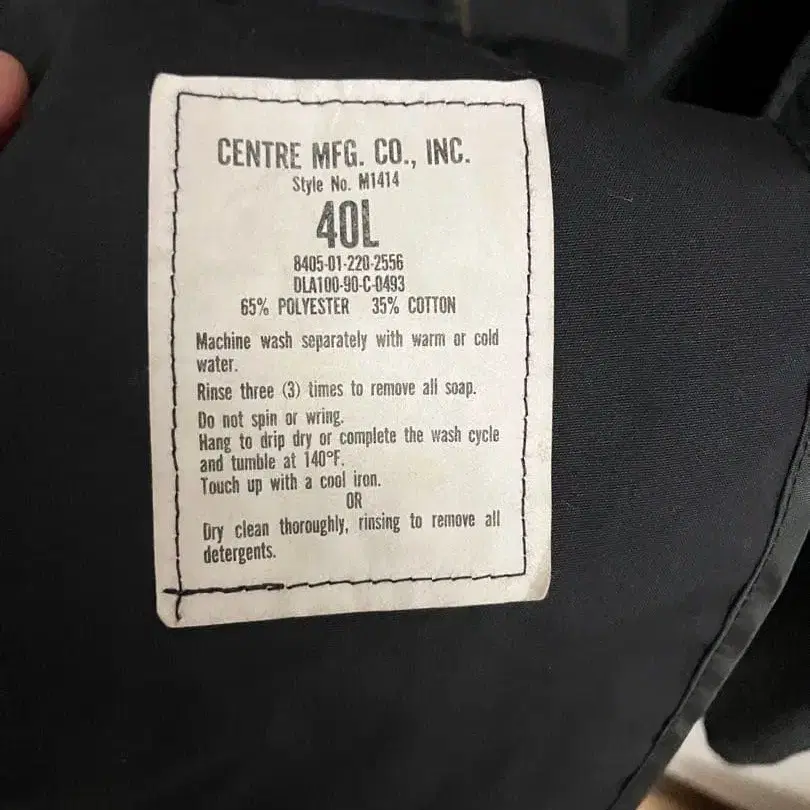 CENTRE MFG. CO., INC.
Style No. M1414
40L
8405-01-220-2556
DLA100-90-C-0493
65% POLYESTER 35% COTTON
Machine wash separately with warm or cold
water.
Rinse three (3) times to remove all soap.
Do not spin or wring.
Hang to drip dry or complete the wash cycle
and tumble at 140°F.
Touch up with a cool iron.
OR
Dry clean thoroughly, rinsing to remove all
detergents.